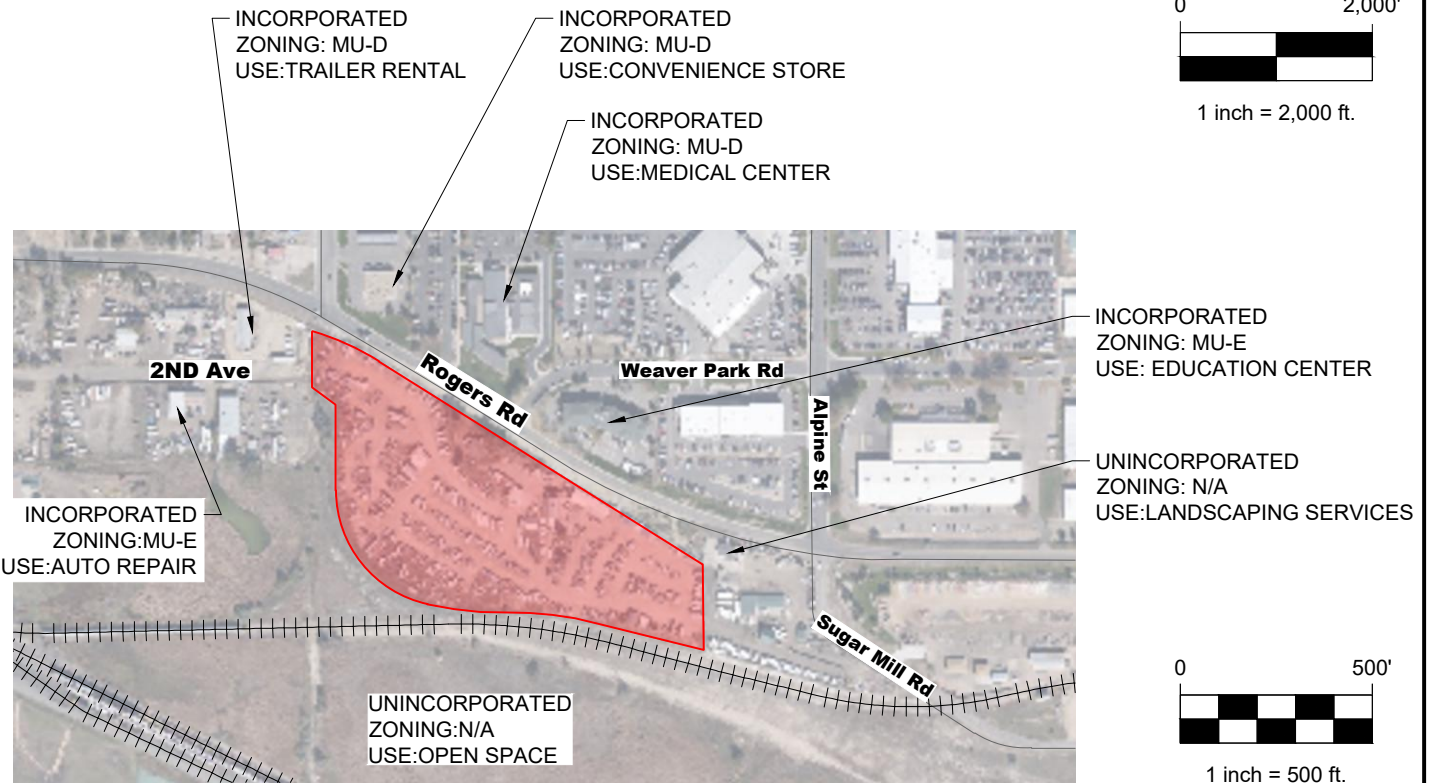 INCORPORATED
ZONING: MU-D
USE:TRAILER RENTAL
INCORPORATED
ZONING: MU-D
USE:CONVENIENCE STORE
INCORPORATED
ZONING: MU-D
USE:MEDICAL CENTER
0 2,000'
1 inch = 2,000 ft.
2ND Ave
Rogers Rd
Weaver Park Rd
Alpine St
INCORPORATED
ZONING: MU-E
USE: EDUCATION CENTER
UNINCORPORATED
ZONING: N/A
USE:LANDSCAPING SERVICES
INCORPORATED
ZONING:MU-E
USE:AUTO REPAIR
Sugar Mill Rd
UNINCORPORATED
ZONING:N/A
USE:OPEN SPACE
0 500'
1 inch = 500 ft.